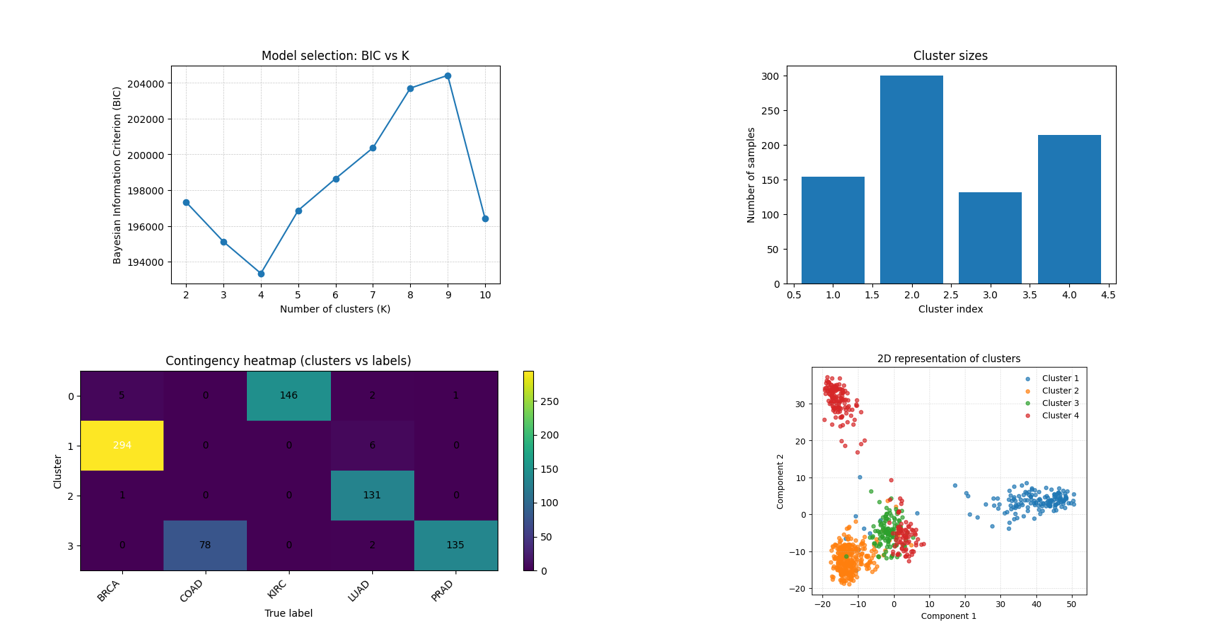 Model selection: BIC vs K
Bayesian Information Criterion (BIC)
204000
202000
200000
198000
196000
194000
2 3 4 5 6 7 8 9 10
Number of clusters (K)
Cluster sizes
Number of samples
300
250
200
150
100
50
0
0.5 1.0 1.5 2.0 2.5 3.0 3.5 4.0 4.5
Cluster index
Contingency heatmap (clusters vs labels)
Cluster
0 5 0 146 2 1
1 294 0 0 6 0
2 1 0 0 131 0
3 0 78 0 2 135
BRCA COAD KIRC LUAD PRAD
True label
250
200
150
100
50
0
2D representation of clusters
Component 2
30
20
10
0
−10
−20
Cluster 1
Cluster 2
Cluster 3
Cluster 4
−20 −10 0 10 20 30 40 50
Component 1